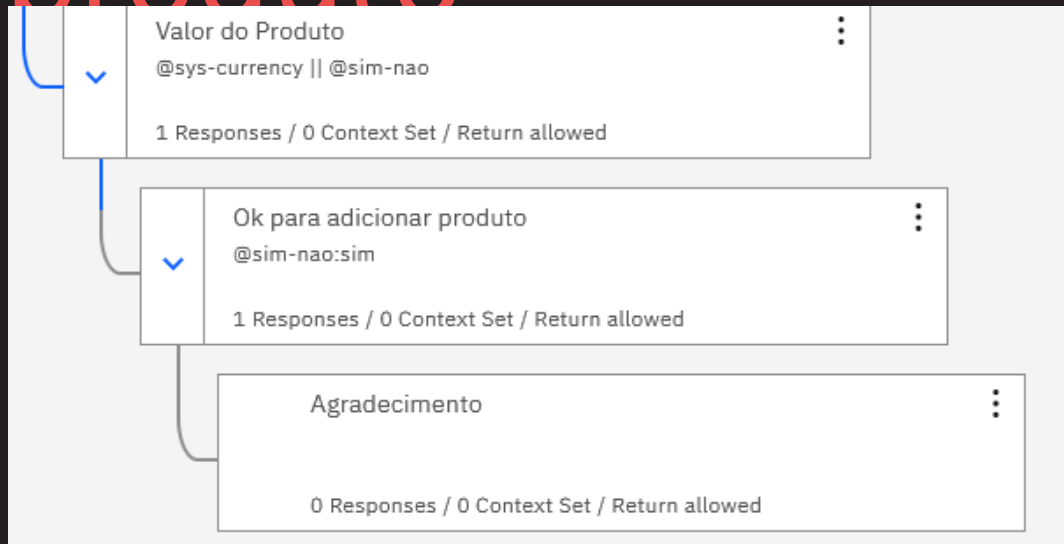 produto
Valor do Produto
@sys-currency || @sim-nao
1 Responses / 0 Context Set / Return allowed
Ok para adicionar produto
@sim-nao:sim
1 Responses / 0 Context Set / Return allowed
Agradecimento
0 Responses / 0 Context Set / Return allowed